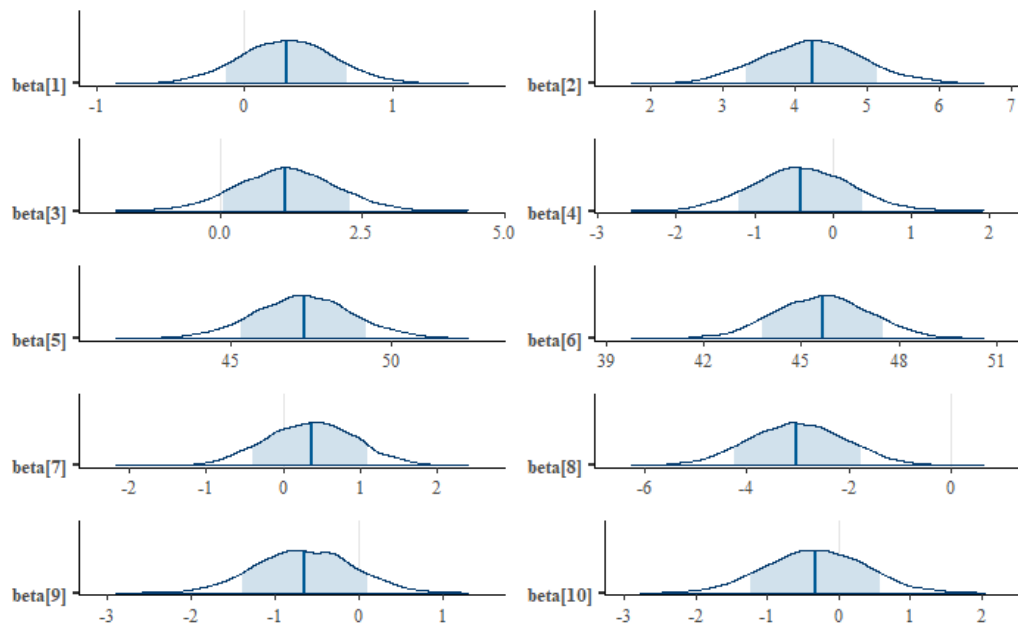 beta[1]
-1 0 1
beta[2]
2 3 4 5 6 7
beta[3]
0.0 2.5 5.0
beta[4]
-3 -2 -1 0 1 2
beta[5]
45 50
beta[6]
39 42 45 48 51
beta[7]
-2 -1 0 1 2
beta[8]
-6 -4 -2 0
beta[9]
-3 -2 -1 0 1
beta[10]
-3 -2 -1 0 1 2